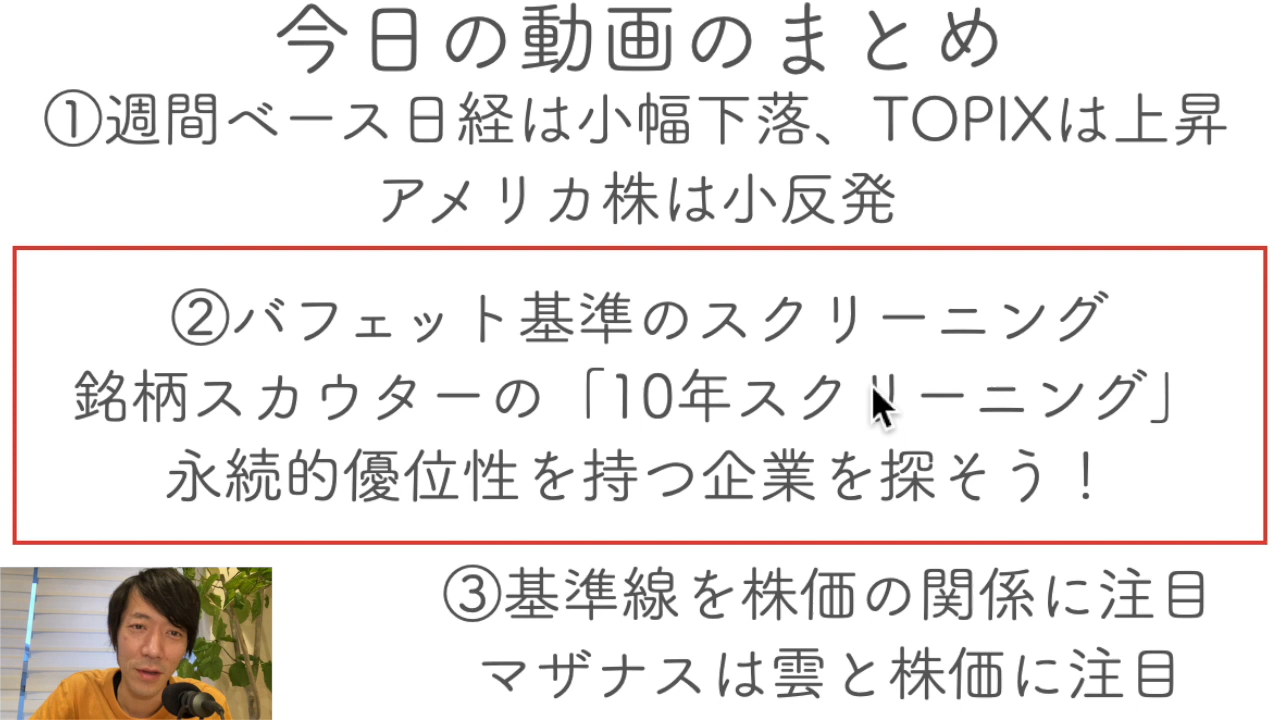 今日の動画のまとめ
①週間ベース日経は小幅下落、TOPIXは上昇
アメリカ株は小反発
②バフェット基準のスクリーニング
銘柄スカウターの「10年スクリーニング」
永続的優位性を持つ企業を探そう！
③基準線を株価の関係に注目
マザナスは雲と株価に注目